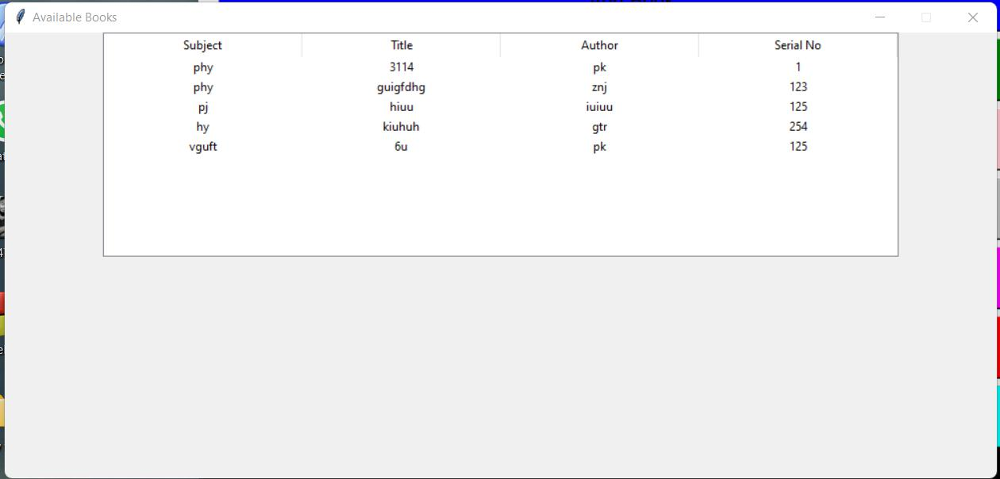 Available Books
Subject Title Author Serial No
phy 3114 pk 1
phy guigfdhg znj 123
pj hiuu iuiuu 125
hy kiuhuh gtr 254
vguft 6u pk 125